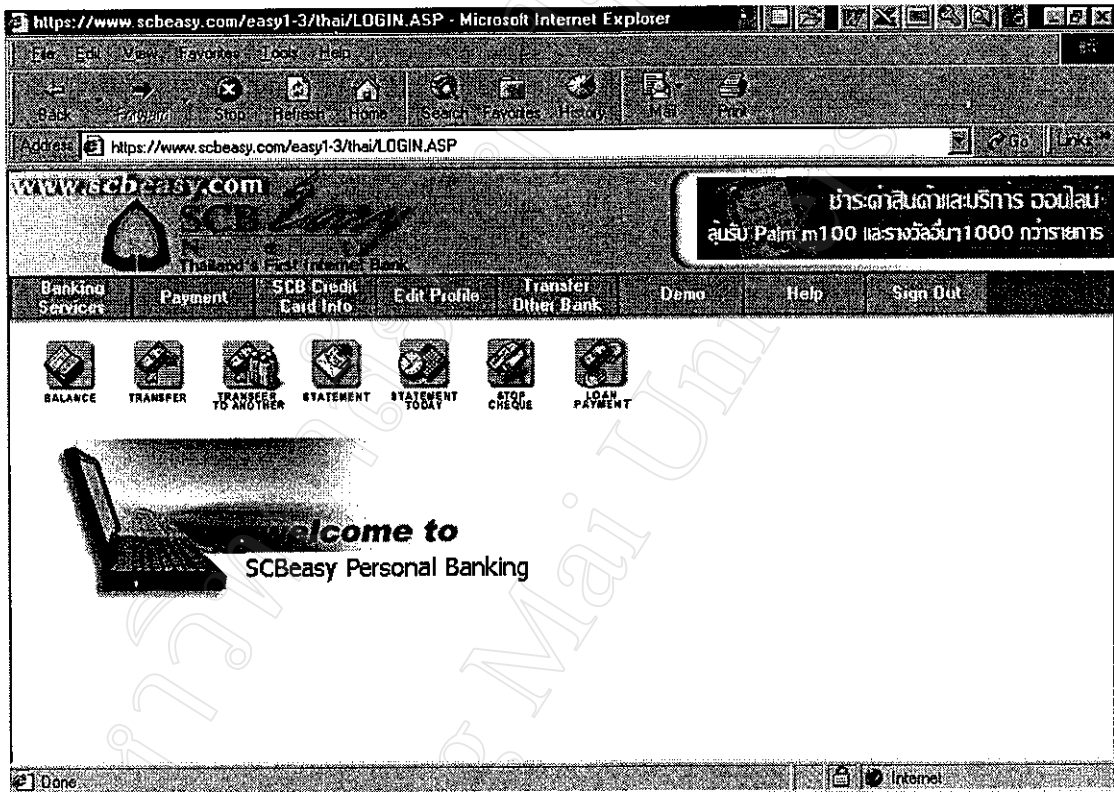 https://www.scbeasy.com/easy1-3/thai/LOGIN.ASP - Microsoft Internet Explorer
File Edit View Favorites Tools Help
Back Forward Stop Refresh Home Search Favorites History Mail Print
Address https://www.scbeasy.com/easy1-3/thai/LOGIN.ASP Go Links »
www.scbeasy.com
SCB Easy
Thailand's First Internet Bank
ชำระค่าสินค้าและบริการ ออนไลน์
ลุ้นรับ Palm m100 และรางวัลอื่นๆ1000 กว่ารายการ
Banking Services Payment SCB Credit Card Info Edit Profile Transfer Other Bank Demo Help Sign Out
BALANCE TRANSFER TRANSFER TO ANOTHER STATEMENT STATEMENT TODAY STOP CHEQUE LOAN PAYMENT
welcome to
SCBeasy Personal Banking
Done Internet